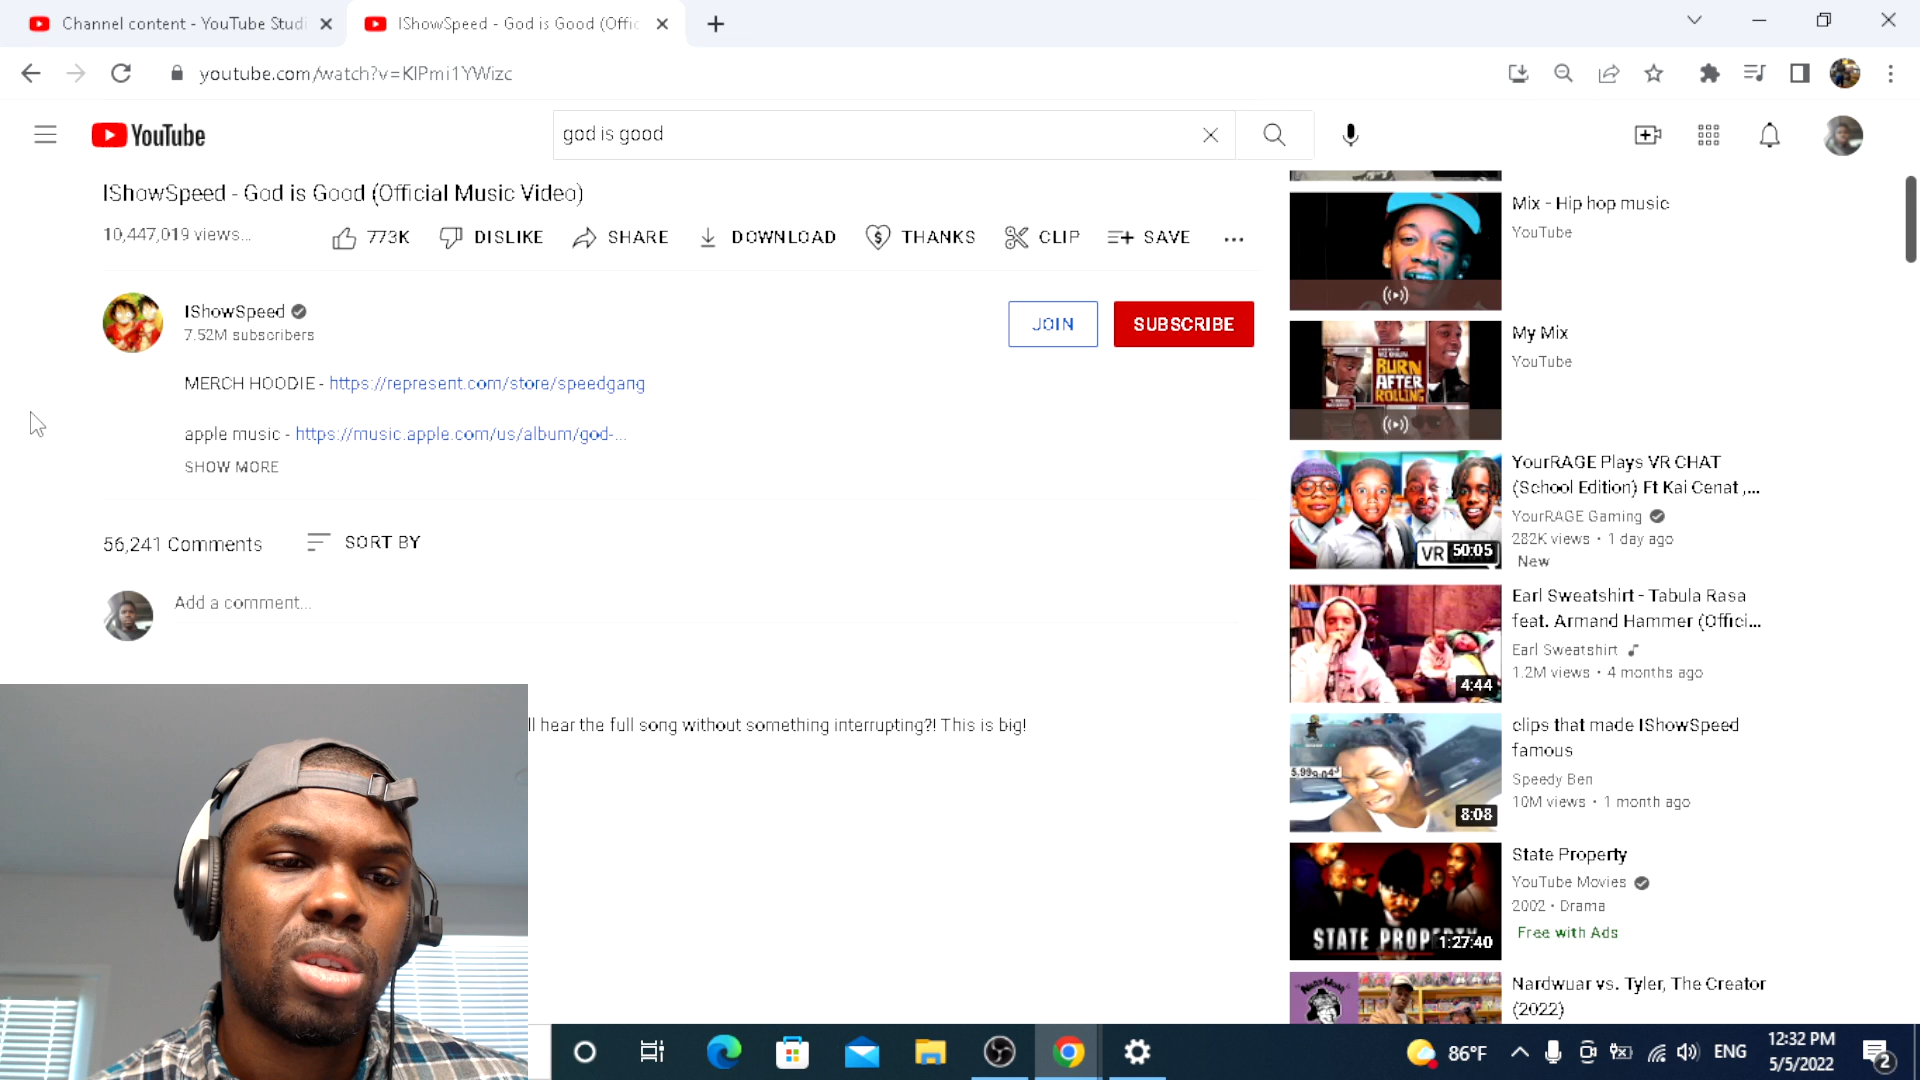 Channel content - YouTube Studi
IShowSpeed - God is Good (Offic
youtube.com/watch?v=KIPmi1YWizc
YouTube
god is good
IShowSpeed - God is Good (Official Music Video)
10,447,019 views...
773K
DISLIKE
SHARE
DOWNLOAD
THANKS
CLIP
SAVE
IShowSpeed
7.52M subscribers
JOIN
SUBSCRIBE
MERCH HOODIE - https://represent.com/store/speedgang
apple music - https://music.apple.com/us/album/god-...
SHOW MORE
56,241 Comments
SORT BY
Add a comment...
ll hear the full song without something interrupting?! This is big!
Mix - Hip hop music
YouTube
BURN
AFTER
ROLLING
My Mix
YouTube
VR
50:05
YourRAGE Plays VR CHAT
(School Edition) Ft Kai Cenat ,...
YourRAGE Gaming
282K views • 1 day ago
New
4:44
Earl Sweatshirt - Tabula Rasa
feat. Armand Hammer (Offici...
Earl Sweatshirt
1.2M views • 4 months ago
8:08
clips that made IShowSpeed
famous
Speedy Ben
10M views • 1 month ago
STATE PROPERTY
1:27:40
State Property
YouTube Movies
2002 • Drama
Free with Ads
Nardwuar vs. Tyler, The Creator
(2022)
86°F
ENG
12:32 PM
5/5/2022
2